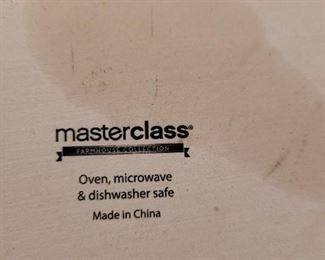 masterclass®
FARMHOUSE COLLECTION
Oven, microwave
& dishwasher safe
Made in China